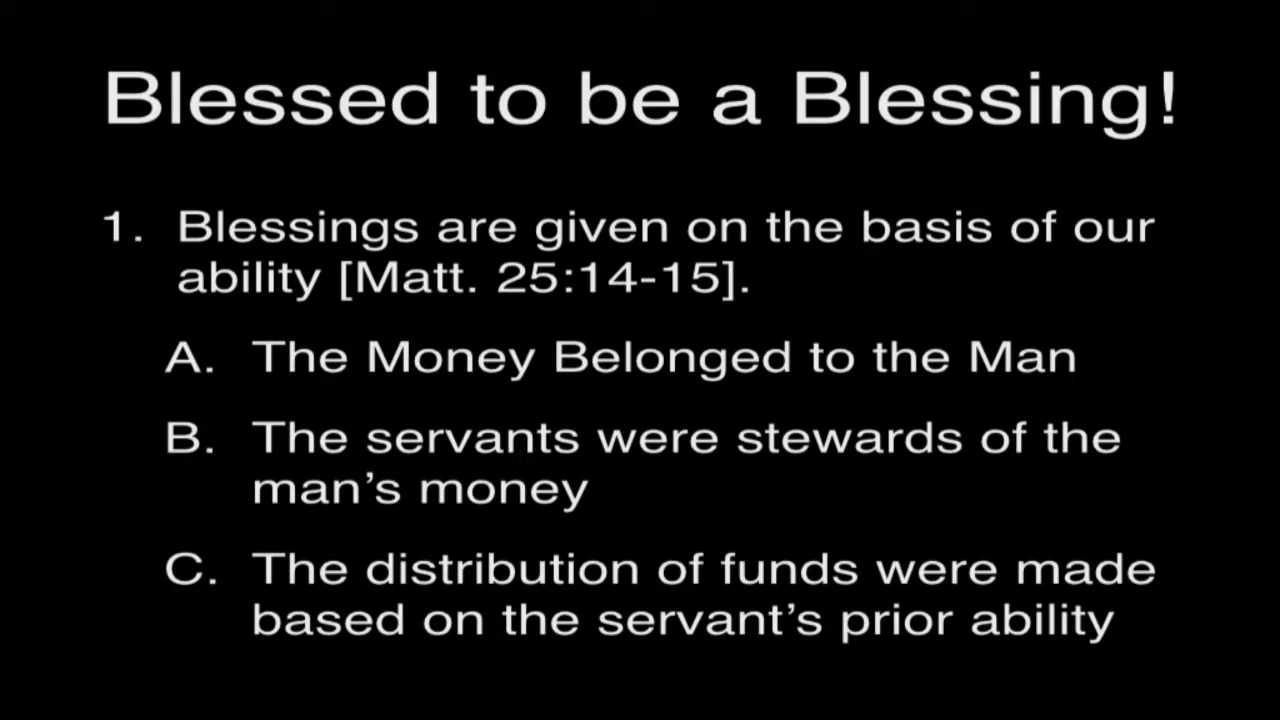 Blessed to be a Blessing!
1. Blessings are given on the basis of our
ability [Matt. 25:14-15].
A. The Money Belonged to the Man
B. The servants were stewards of the
man’s money
C. The distribution of funds were made
based on the servant’s prior ability